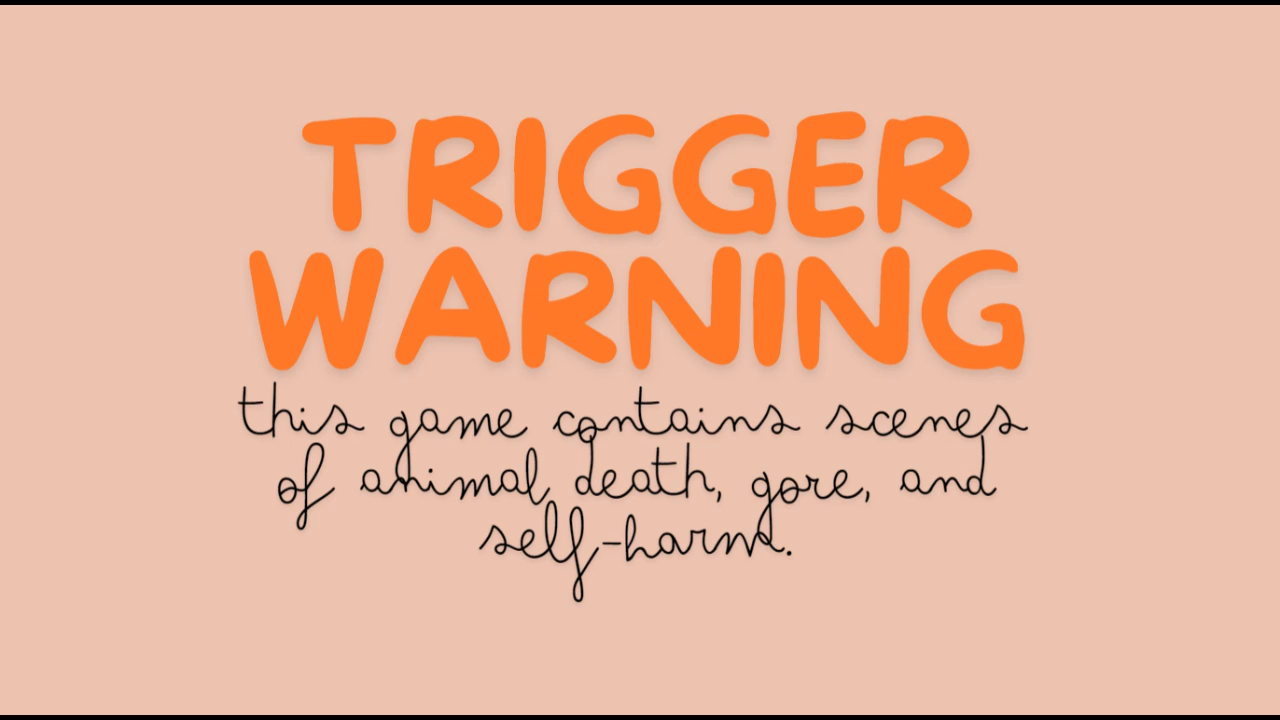 TRIGGER
WARNING
this game contains scenes
of animal death, gore, and
self-harm.